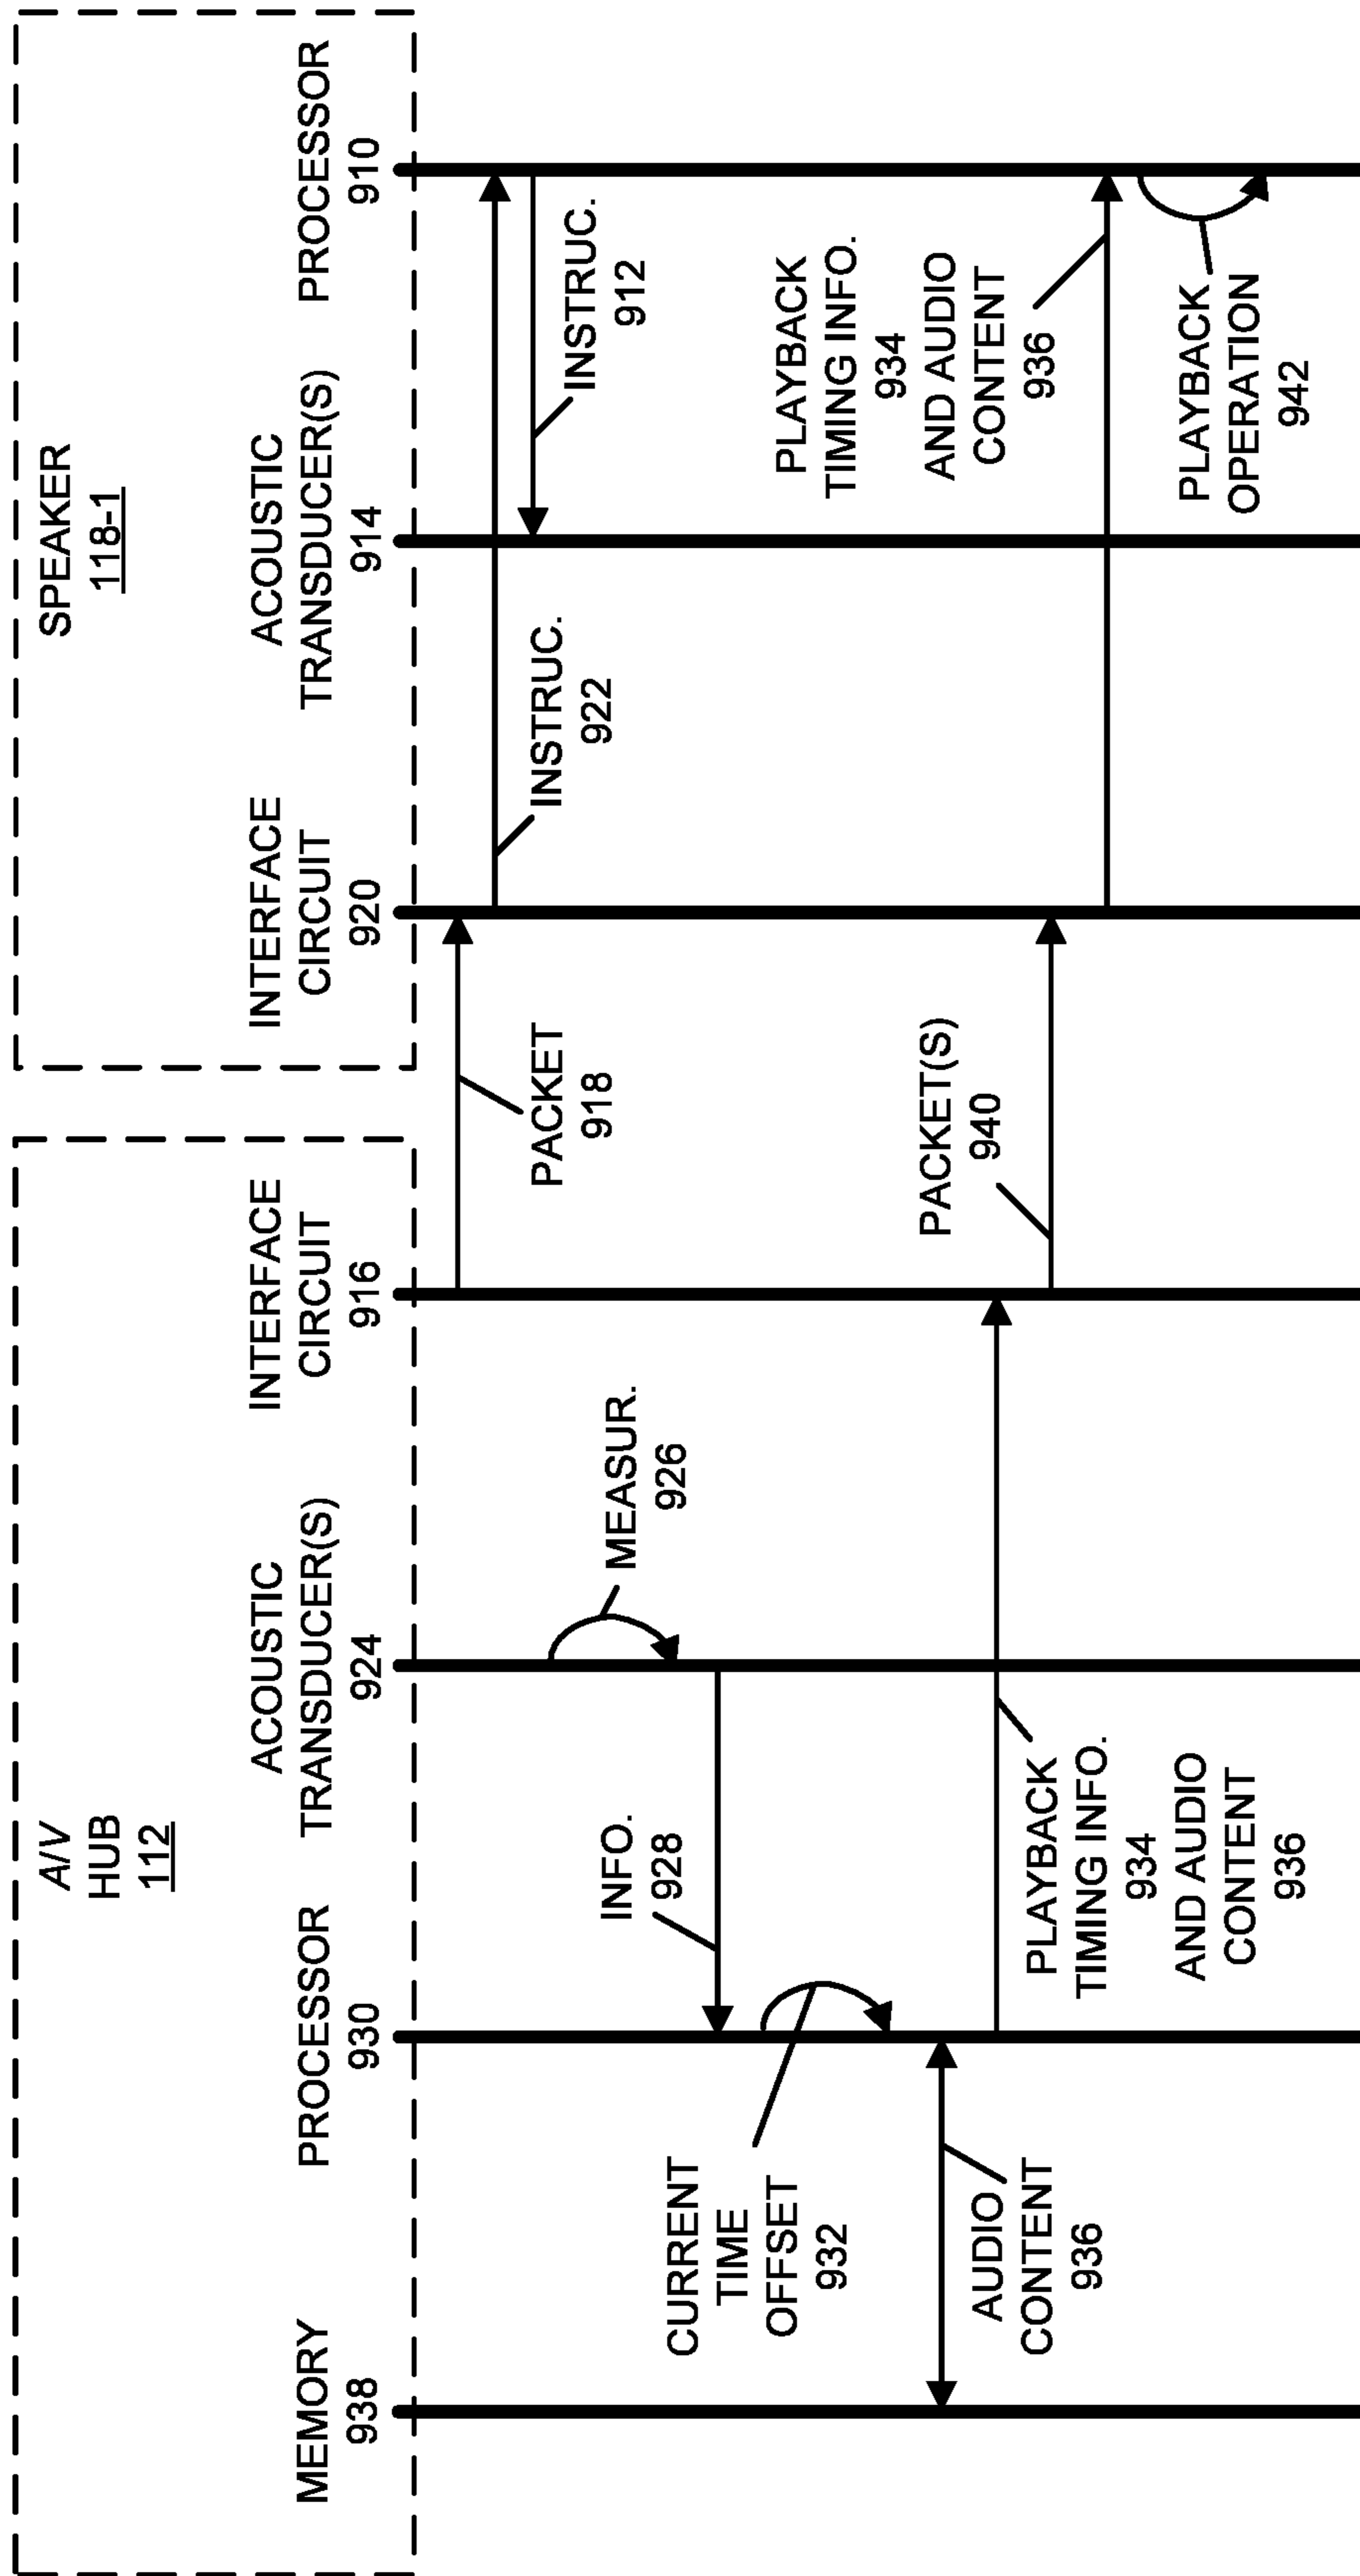 A/V
HUB
112
SPEAKER
118-1
MEMORY
938
PROCESSOR
930
ACOUSTIC
TRANSDUCER(S)
924
INTERFACE
CIRCUIT
916
INTERFACE
CIRCUIT
920
ACOUSTIC
TRANSDUCER(S)
914
PROCESSOR
910
PACKET
918
INSTRUC.
922
INSTRUC.
912
MEASUR.
926
INFO.
928
CURRENT
TIME
OFFSET
932
AUDIO
CONTENT
936
PLAYBACK
TIMING INFO.
934
AND AUDIO
CONTENT
936
PACKET(S)
940
PLAYBACK
TIMING INFO.
934
AND AUDIO
CONTENT
936
PLAYBACK
OPERATION
942